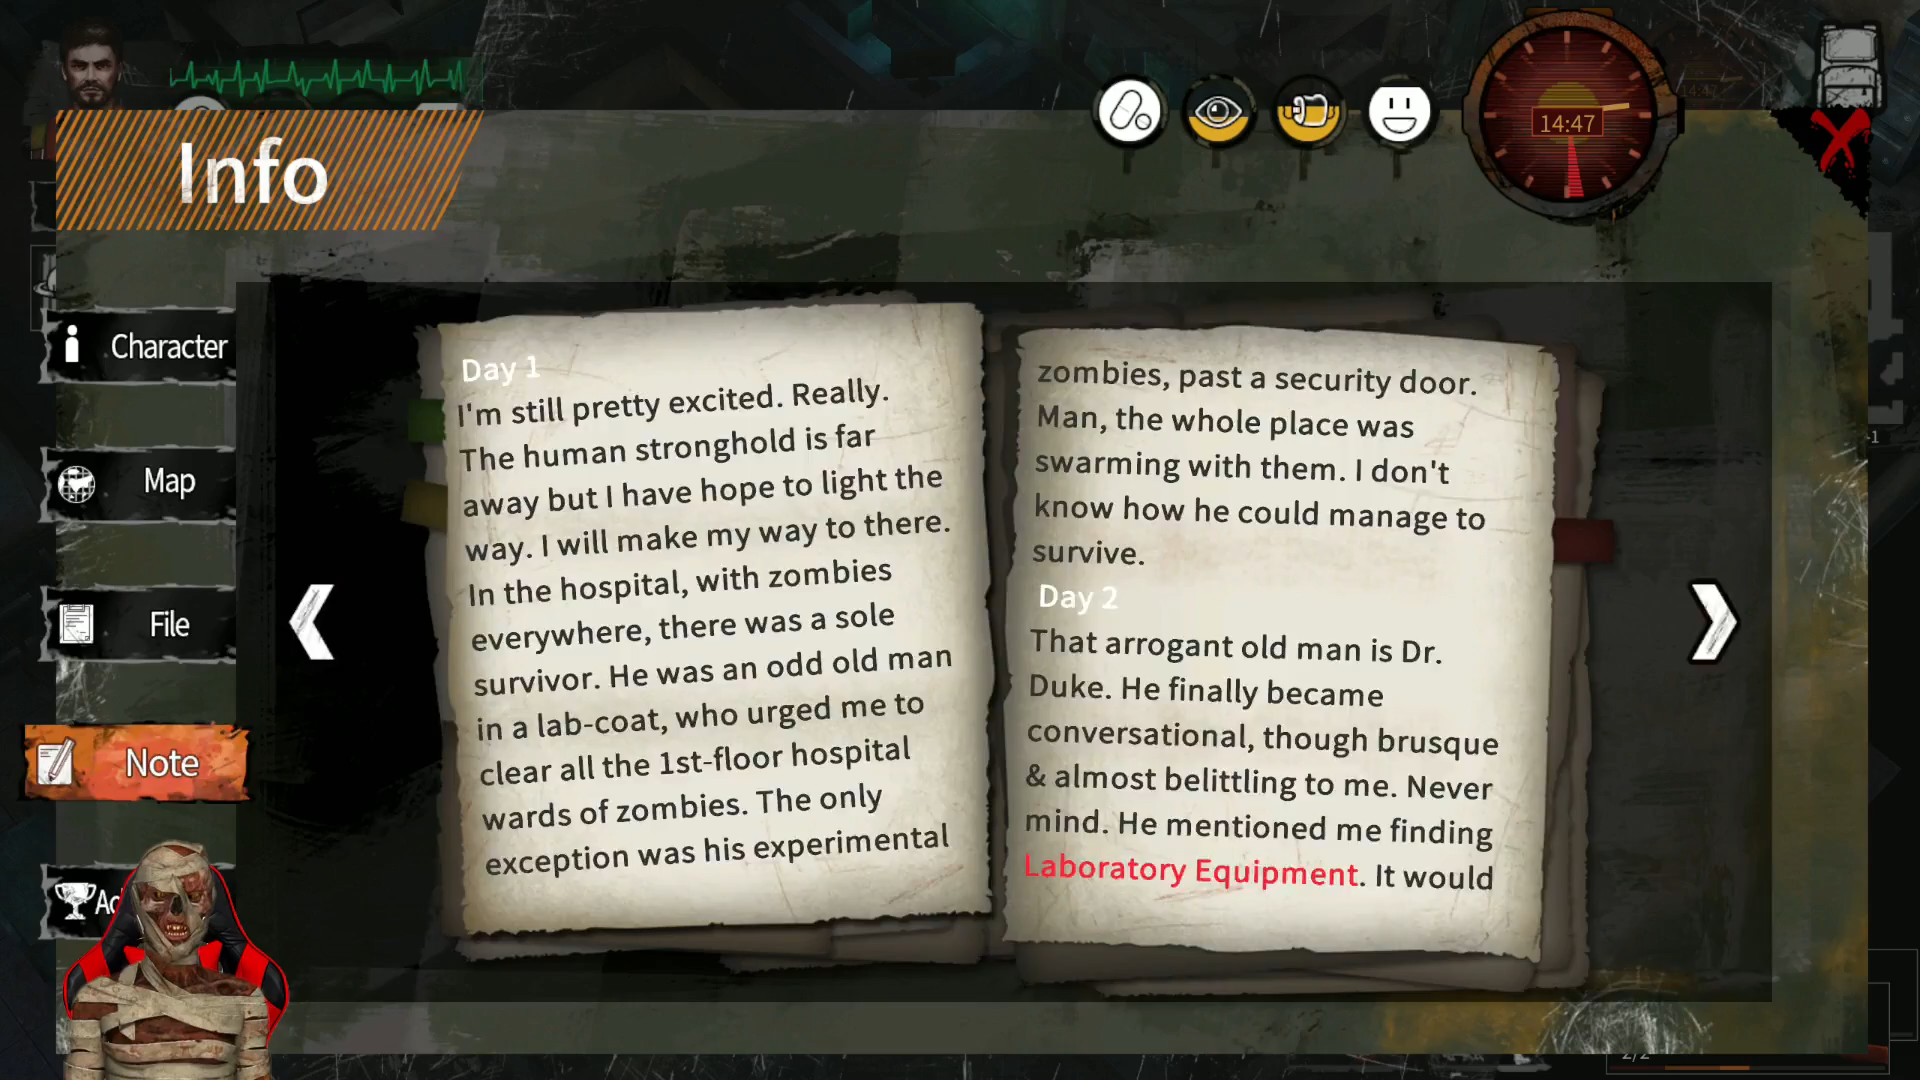 14:47
Info
Character
Map
File
Note
Day 1
I'm still pretty excited. Really.
The human stronghold is far
away but I have hope to light the
way. I will make my way to there.
In the hospital, with zombies
everywhere, there was a sole
survivor. He was an odd old man
in a lab-coat, who urged me to
clear all the 1st-floor hospital
wards of zombies. The only
exception was his experimental
zombies, past a security door.
Man, the whole place was
swarming with them. I don't
know how he could manage to
survive.
Day 2
That arrogant old man is Dr.
Duke. He finally became
conversational, though brusque
& almost belittling to me. Never
mind. He mentioned me finding
Laboratory Equipment. It would